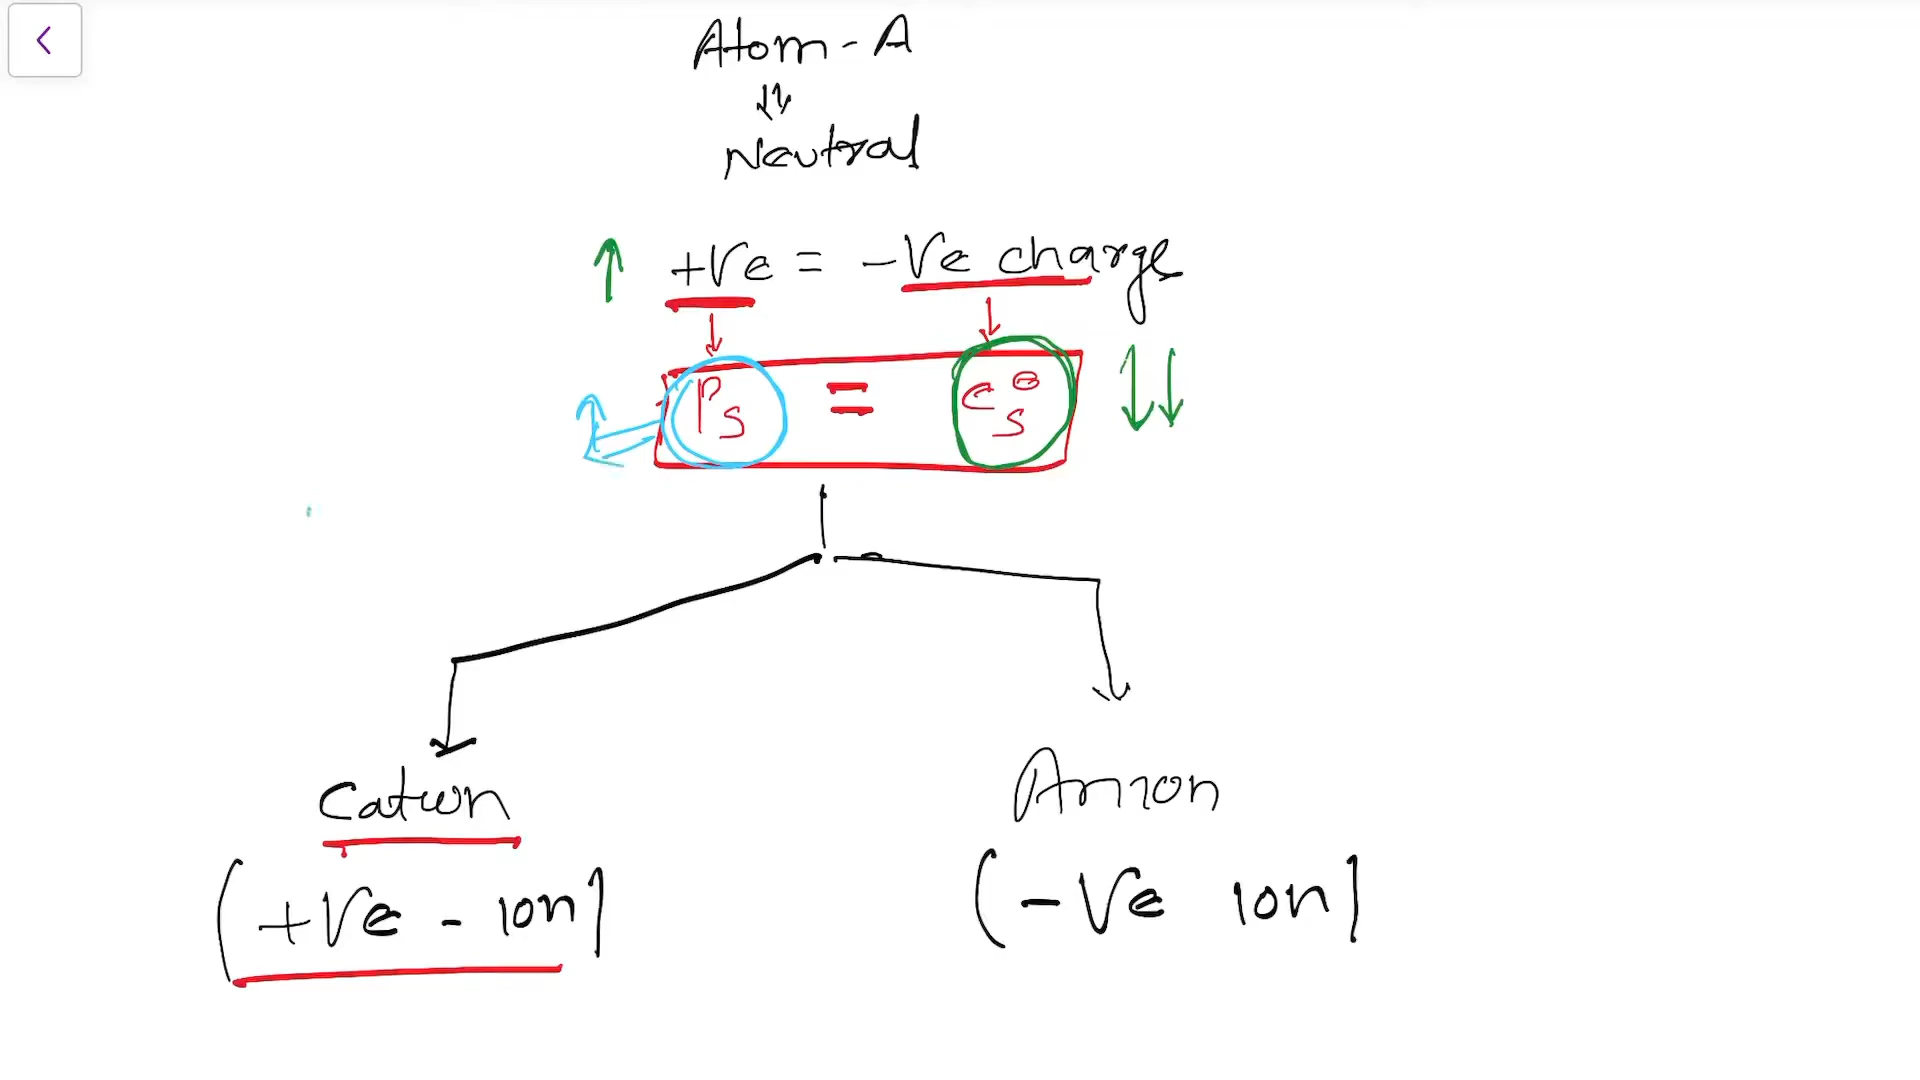 Atom - A
Neutral
+Ve = -Ve charge
Ps = e⊖s
Cation
Anion
(+Ve - ion)
(-Ve ion)